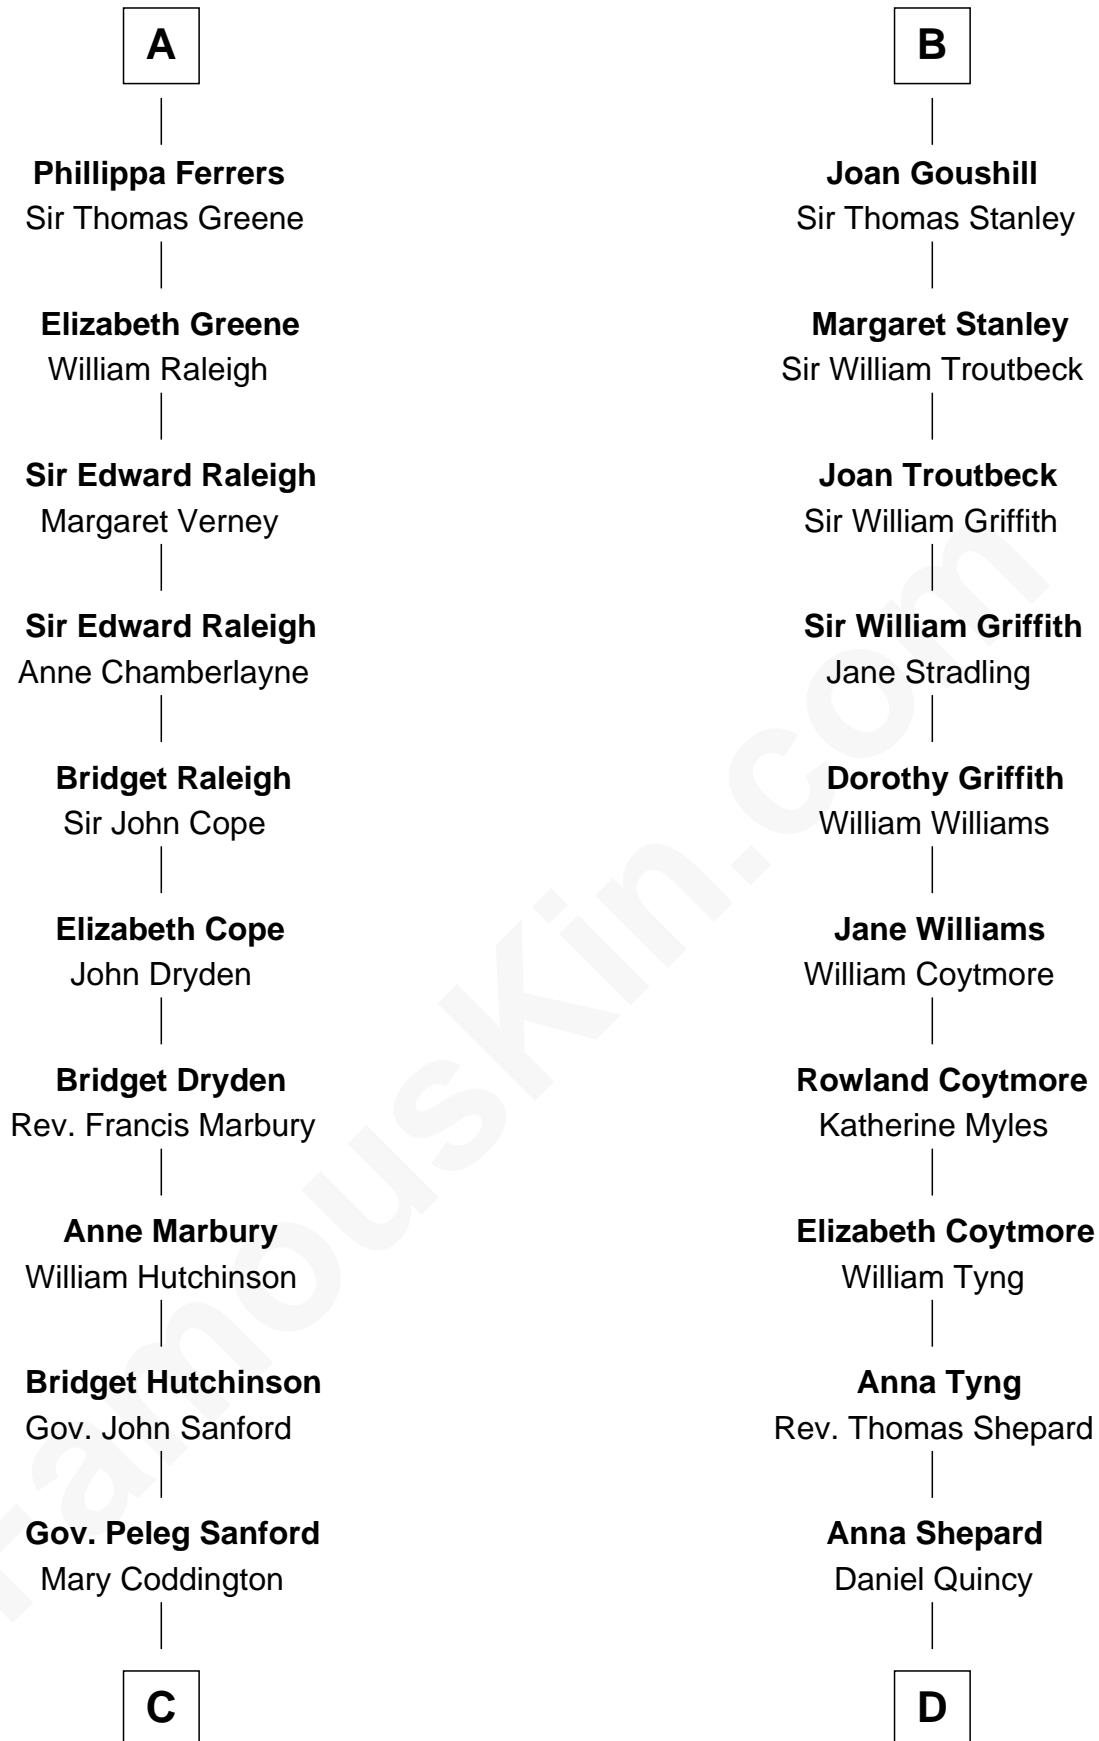 A
Phillippa Ferrers
Sir Thomas Greene
Elizabeth Greene
William Raleigh
Sir Edward Raleigh
Margaret Verney
Sir Edward Raleigh
Anne Chamberlayne
Bridget Raleigh
Sir John Cope
Elizabeth Cope
John Dryden
Bridget Dryden
Rev. Francis Marbury
Anne Marbury
William Hutchinson
Bridget Hutchinson
Gov. John Sanford
Gov. Peleg Sanford
Mary Coddington
C
B
Joan Goushill
Sir Thomas Stanley
Margaret Stanley
Sir William Troutbeck
Joan Troutbeck
Sir William Griffith
Sir William Griffith
Jane Stradling
Dorothy Griffith
William Williams
Jane Williams
William Coytmore
Rowland Coytmore
Katherine Myles
Elizabeth Coytmore
William Tyng
Anna Tyng
Rev. Thomas Shepard
Anna Shepard
Daniel Quincy
D
FamousKin.com